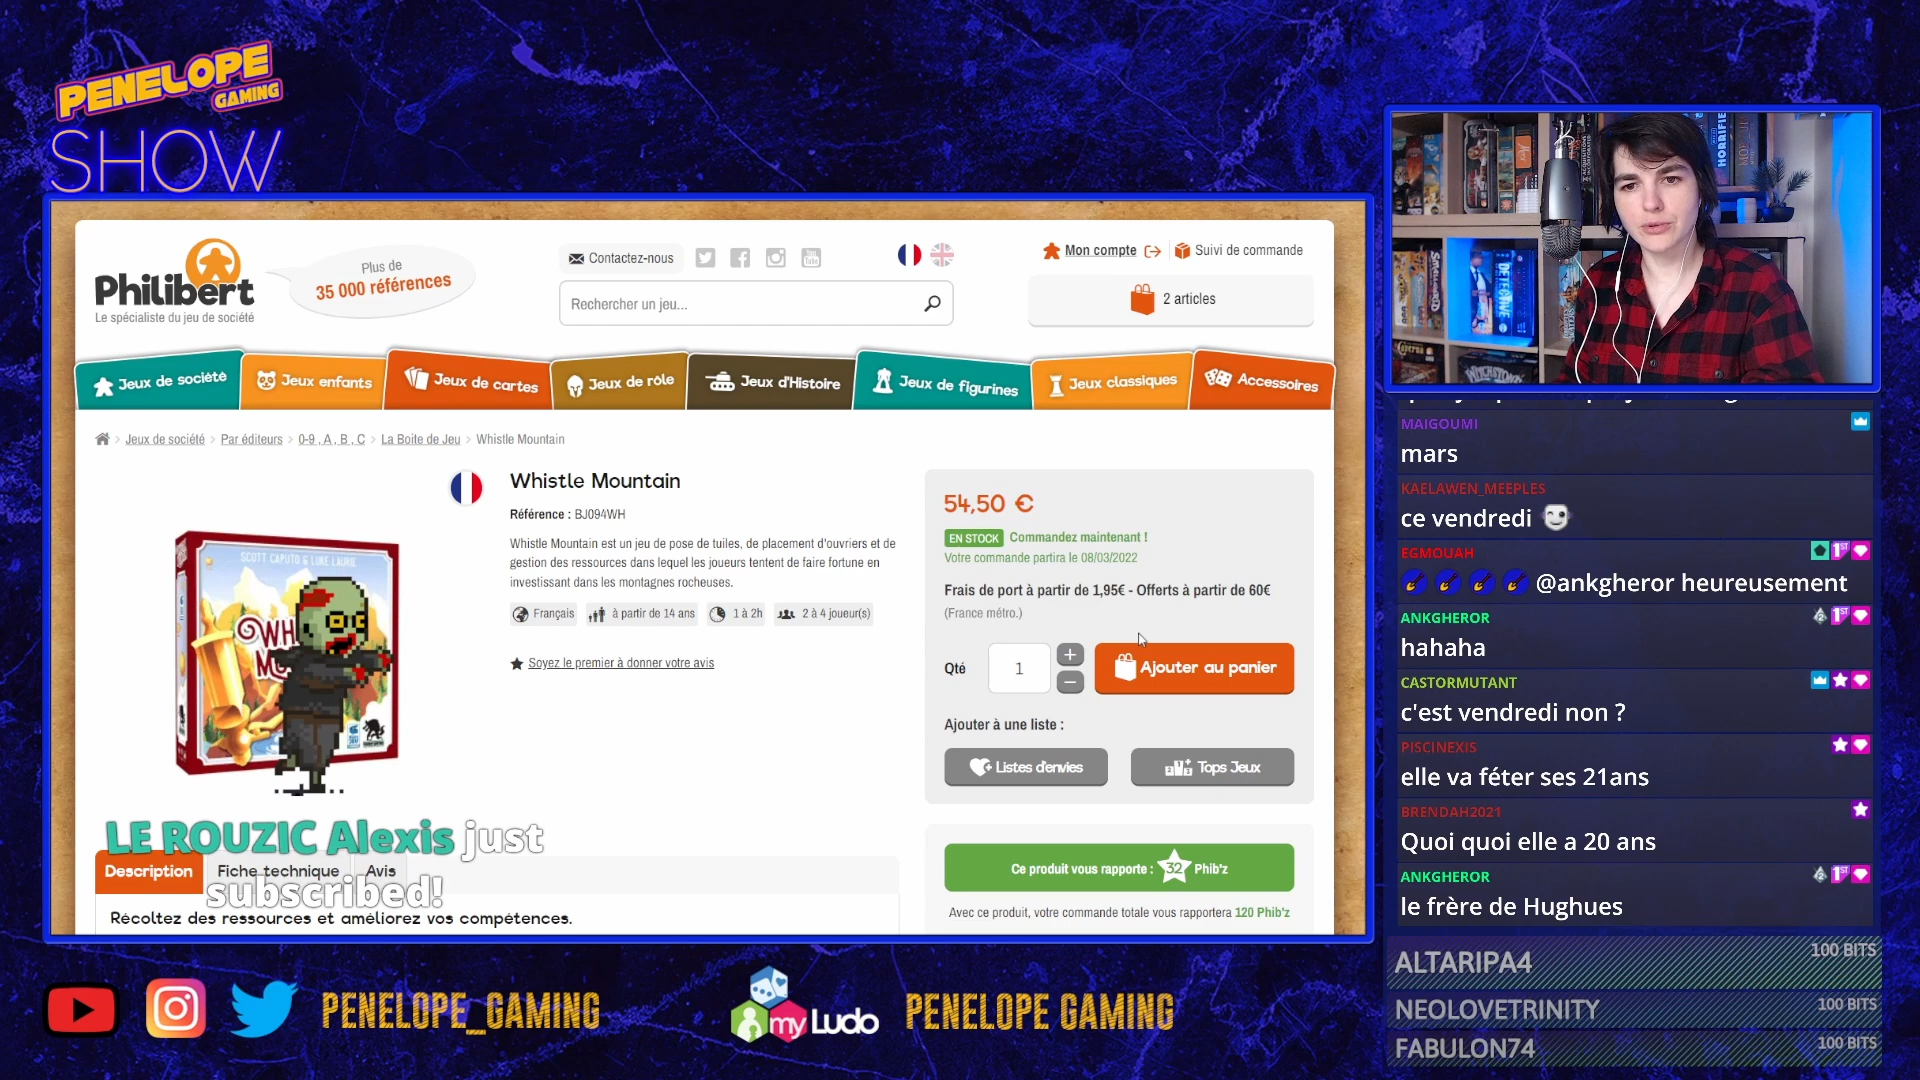 PENELOPE
GAMING
SHOW
Philibert
Le spécialiste du jeu de société
Plus de
35 000 références
Contactez-nous
Rechercher un jeu...
Mon compte
Suivi de commande
2 articles
Jeux de société
Jeux enfants
Jeux de cartes
Jeux de rôle
Jeux d'Histoire
Jeux de figurines
Jeux classiques
Accessoires
Jeux de société > Par éditeurs > 0-9 , A , B , C > La Boite de Jeu > Whistle Mountain
Whistle Mountain
Référence : BJ094WH
Whistle Mountain est un jeu de pose de tuiles, de placement d'ouvriers et de
gestion des ressources dans lequel les joueurs tentent de faire fortune en
investissant dans les montagnes rocheuses.
Français
à partir de 14 ans
1 à 2h
2 à 4 joueur(s)
Soyez le premier à donner votre avis
SCOTT CAPUTO & LUKE LAURIE
54,50 €
EN STOCK Commandez maintenant !
Votre commande partira le 08/03/2022
Frais de port à partir de 1,95€ - Offerts à partir de 60€
(France métro.)
Qté
1
+
−
Ajouter au panier
Ajouter à une liste :
Listes d'envies
Tops Jeux
Ce produit vous rapporte : 32 Phib'z
Avec ce produit, votre commande totale vous rapportera 120 Phib'z
LE ROUZIC Alexis just
subscribed!
Description
Fiche technique
Avis
Récoltez des ressources et améliorez vos compétences.
MAIGOUMI
mars
KAELAWEN_MEEPLES
ce vendredi
EGMOUAH
@ankgheror heureusement
ANKGHEROR
hahaha
CASTORMUTANT
c'est vendredi non ?
PISCINEXIS
elle va féter ses 21ans
BRENDAH2021
Quoi quoi elle a 20 ans
ANKGHEROR
le frère de Hughues
ALTARIPA4
100 BITS
NEOLOVETRINITY
100 BITS
FABULON74
100 BITS
PENELOPE_GAMING
myLudo
PENELOPE GAMING